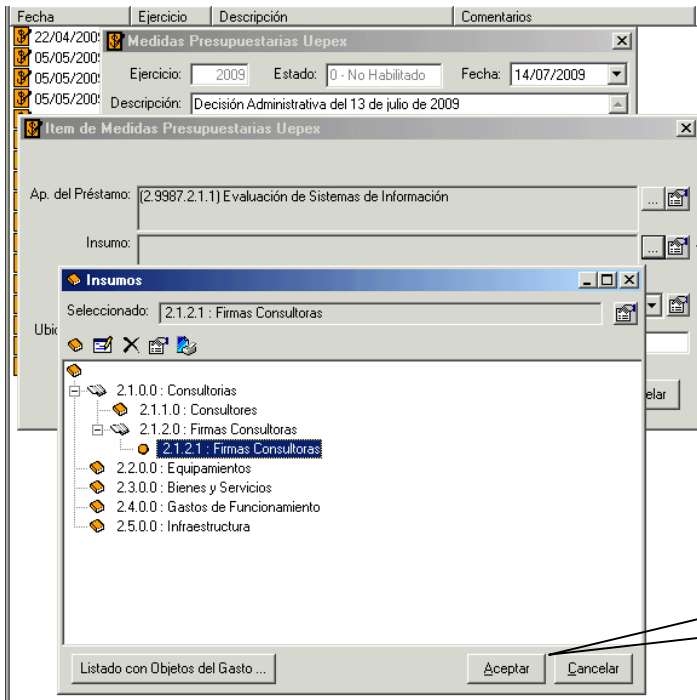 Fecha Ejercicio Descripción Comentarios
22/04/200
05/05/200
05/05/200
05/05/200
Medidas Presupuestarias Uepex
Ejercicio: 2009 Estado: 0 - No Habilitado Fecha: 14/07/2009
Descripción: Decisión Administrativa del 13 de julio de 2009
Item de Medidas Presupuestarias Uepex
Ap. del Préstamo: (2.9987.2.1.1) Evaluación de Sistemas de Información ...
Insumo: ...
Ubic
elar
Insumos
Seleccionado: 2.1.2.1 : Firmas Consultoras
2.1.0.0 : Consultorias
2.1.1.0 : Consultores
2.1.2.0 : Firmas Consultoras
2.1.2.1 : Firmas Consultoras
2.2.0.0 : Equipamientos
2.3.0.0 : Bienes y Servicios
2.4.0.0 : Gastos de Funcionamiento
2.5.0.0 : Infraestructura
Listado con Objetos del Gasto ... Aceptar Cancelar